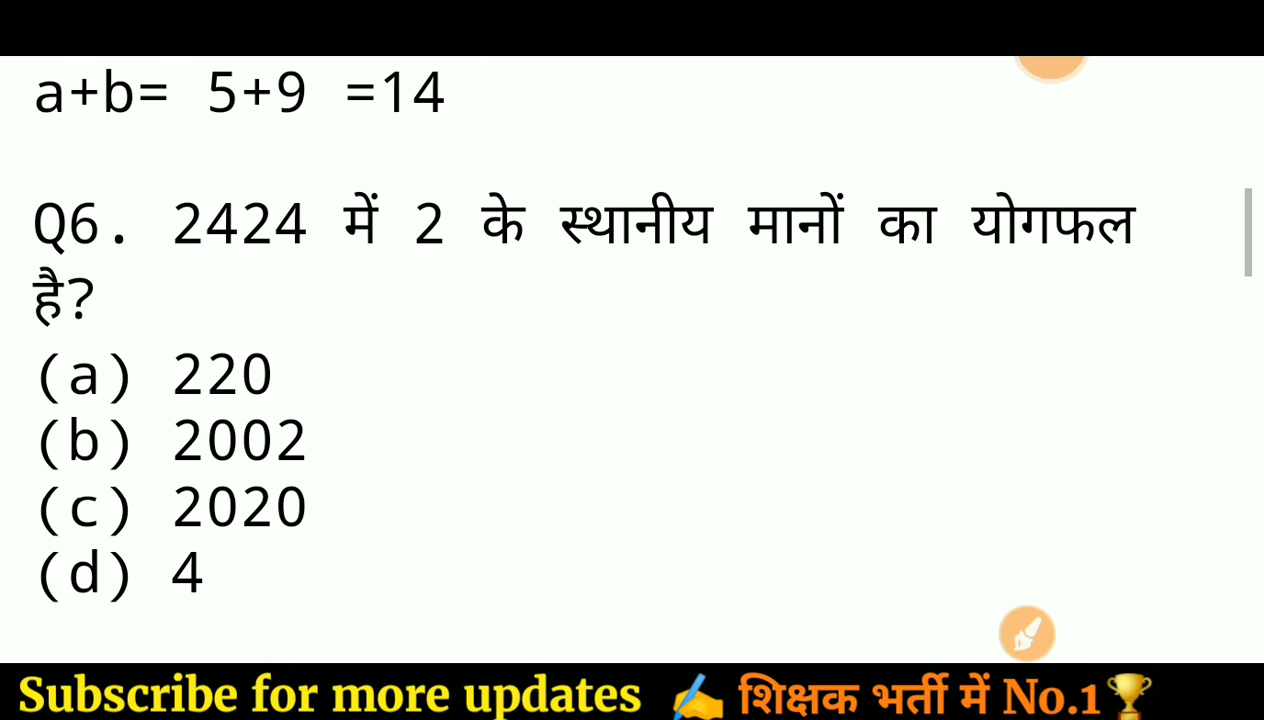 a+b= 5+9 =14
Q6. 2424 में 2 के स्थानीय मानों का योगफल
है?
(a) 220
(b) 2002
(c) 2020
(d) 4
Subscribe for more updates ✍️ शिक्षक भर्ती में No.1🏆